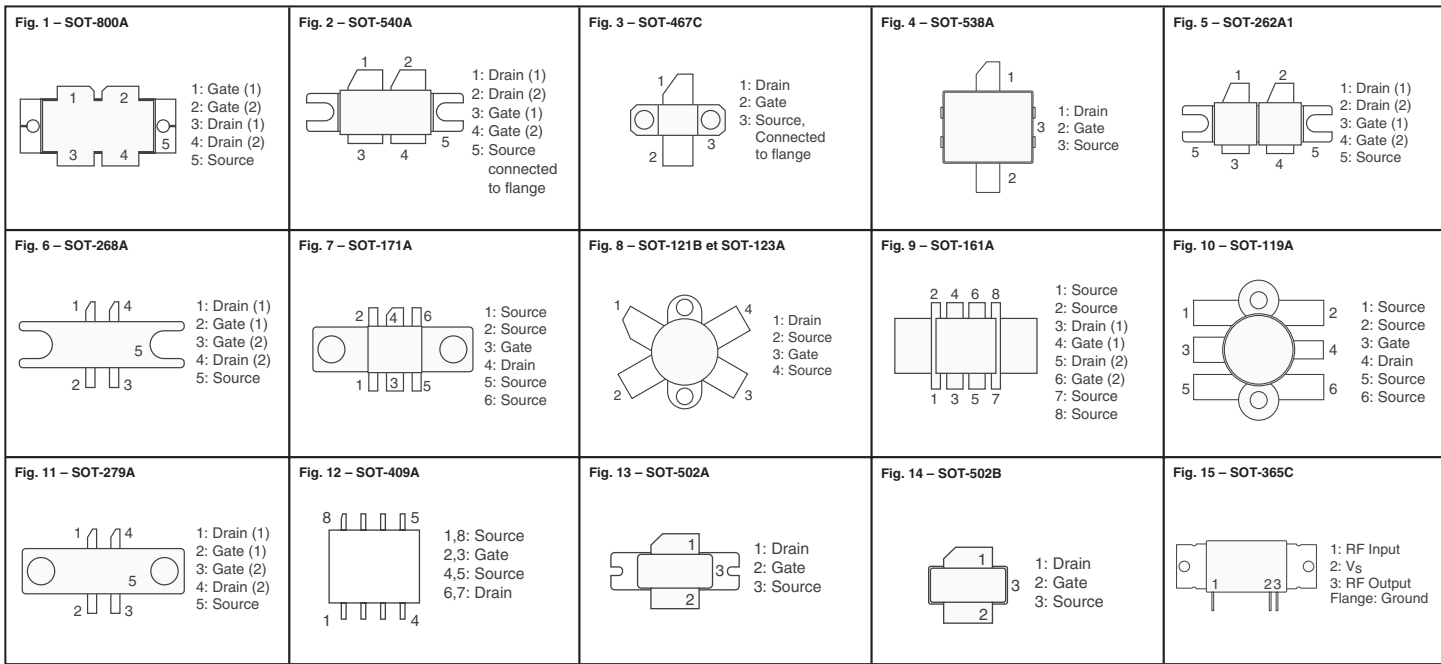 Fig. 1 – SOT-800A
1 2
3 4 5
1: Gate (1)
2: Gate (2)
3: Drain (1)
4: Drain (2)
5: Source
Fig. 2 – SOT-540A
1 2
3 4 5
1: Drain (1)
2: Drain (2)
3: Gate (1)
4: Gate (2)
5: Source
connected
to flange
Fig. 3 – SOT-467C
1
2 3
1: Drain
2: Gate
3: Source,
Connected
to flange
Fig. 4 – SOT-538A
1
3
2
1: Drain
2: Gate
3: Source
Fig. 5 – SOT-262A1
1 2
5 3 4 5
1: Drain (1)
2: Drain (2)
3: Gate (1)
4: Gate (2)
5: Source
Fig. 6 – SOT-268A
1 4
5
2 3
1: Drain (1)
2: Gate (1)
3: Gate (2)
4: Drain (2)
5: Source
Fig. 7 – SOT-171A
2 4 6
1 3 5
1: Source
2: Source
3: Gate
4: Drain
5: Source
6: Source
Fig. 8 – SOT-121B et SOT-123A
1 4
2 3
1: Drain
2: Source
3: Gate
4: Source
Fig. 9 – SOT-161A
2 4 6 8
1 3 5 7
1: Source
2: Source
3: Drain (1)
4: Gate (1)
5: Drain (2)
6: Gate (2)
7: Source
8: Source
Fig. 10 – SOT-119A
1 2
3 4
5 6
1: Source
2: Source
3: Gate
4: Drain
5: Source
6: Source
Fig. 11 – SOT-279A
1 4
5
2 3
1: Drain (1)
2: Gate (1)
3: Gate (2)
4: Drain (2)
5: Source
Fig. 12 – SOT-409A
8 5
1 4
1,8: Source
2,3: Gate
4,5: Source
6,7: Drain
Fig. 13 – SOT-502A
1
3
2
1: Drain
2: Gate
3: Source
Fig. 14 – SOT-502B
1
3
2
1: Drain
2: Gate
3: Source
Fig. 15 – SOT-365C
1 2 3
1: RF Input
2: Vs
3: RF Output
Flange: Ground